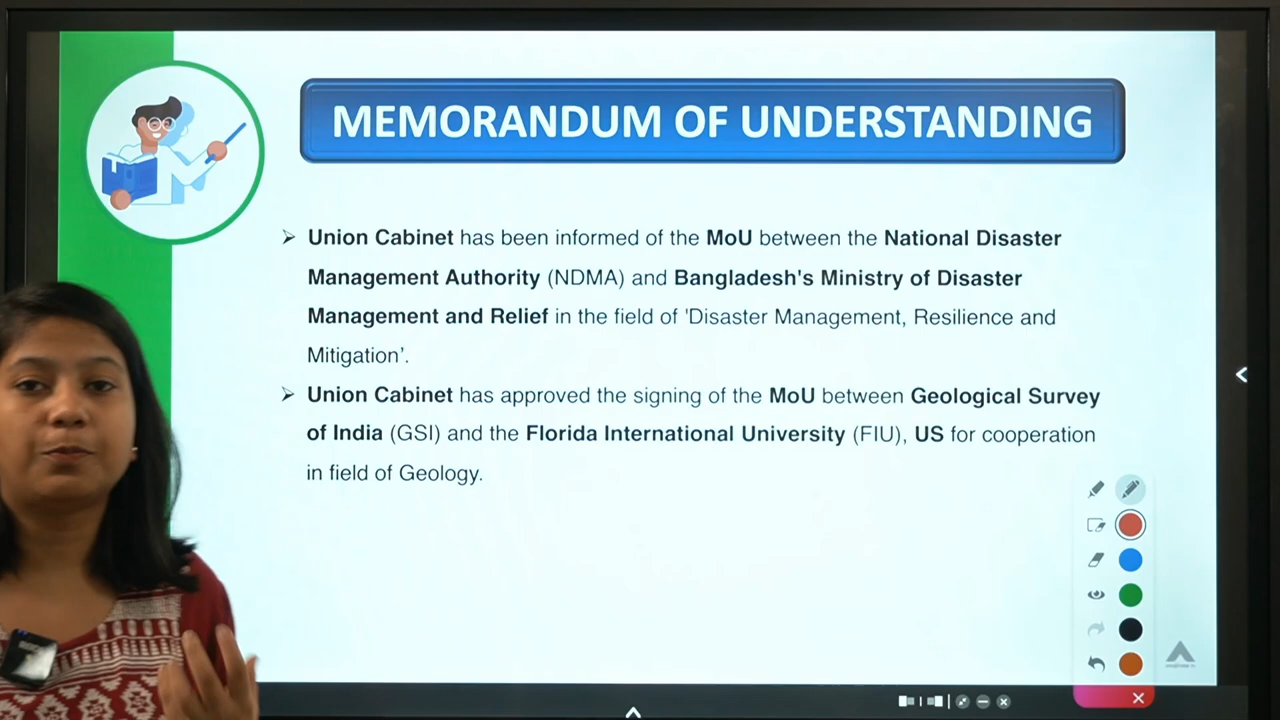 MEMORANDUM OF UNDERSTANDING
➢ Union Cabinet has been informed of the MoU between the National Disaster
Management Authority (NDMA) and Bangladesh's Ministry of Disaster
Management and Relief in the field of 'Disaster Management, Resilience and
Mitigation’.
➢ Union Cabinet has approved the signing of the MoU between Geological Survey
of India (GSI) and the Florida International University (FIU), US for cooperation
in field of Geology.